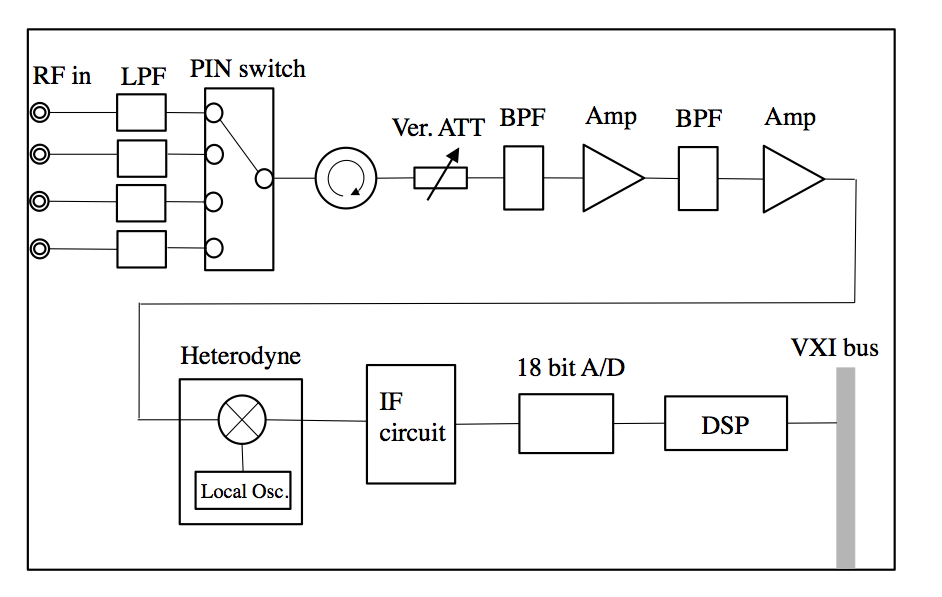 RF in
LPF
PIN switch
Ver. ATT
BPF
Amp
BPF
Amp
Heterodyne
Local Osc.
IF
circuit
18 bit A/D
DSP
VXI bus